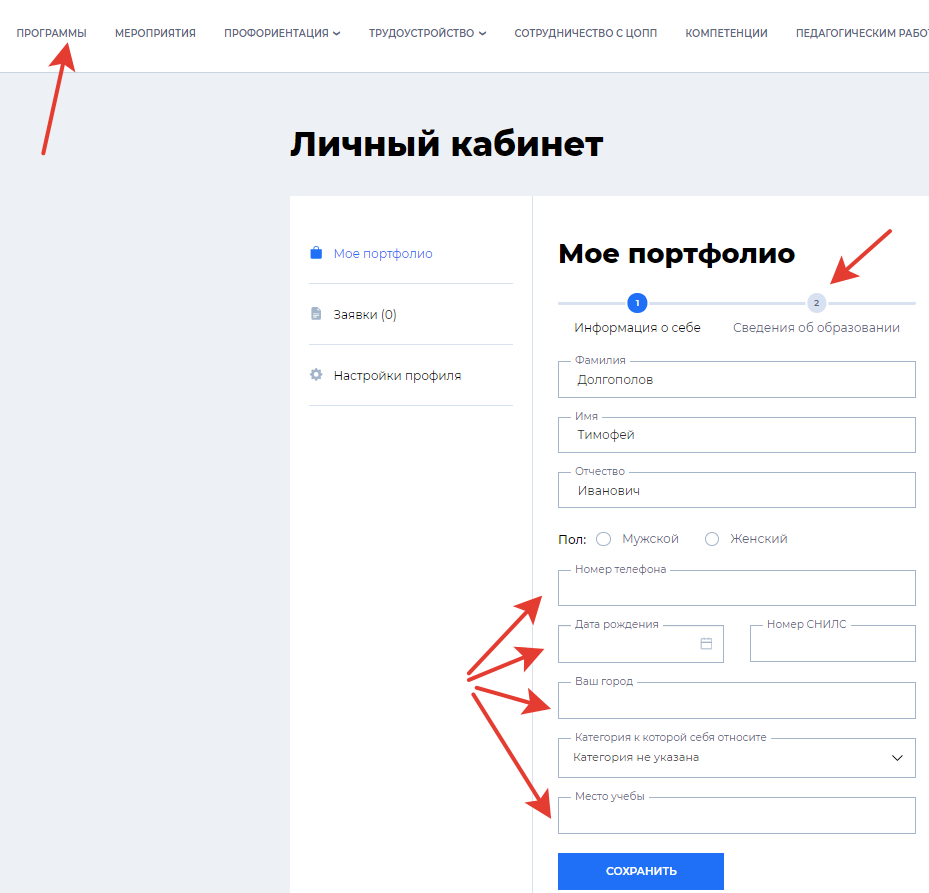 ПРОГРАММЫ МЕРОПРИЯТИЯ ПРОФОРИЕНТАЦИЯ ТРУДОУСТРОЙСТВО СОТРУДНИЧЕСТВО С ЦОПП КОМПЕТЕНЦИИ ПЕДАГОГИЧЕСКИМ РАБОТ
Личный кабинет
Мое портфолио
Заявки (0)
Настройки профиля
Мое портфолио
1 2
Информация о себе Сведения об образовании
Фамилия
Долгополов
Имя
Тимофей
Отчество
Иванович
Пол: Мужской Женский
Номер телефона
Дата рождения Номер СНИЛС
Ваш город
Категория к которой себя относите
Категория не указана
Место учебы
СОХРАНИТЬ